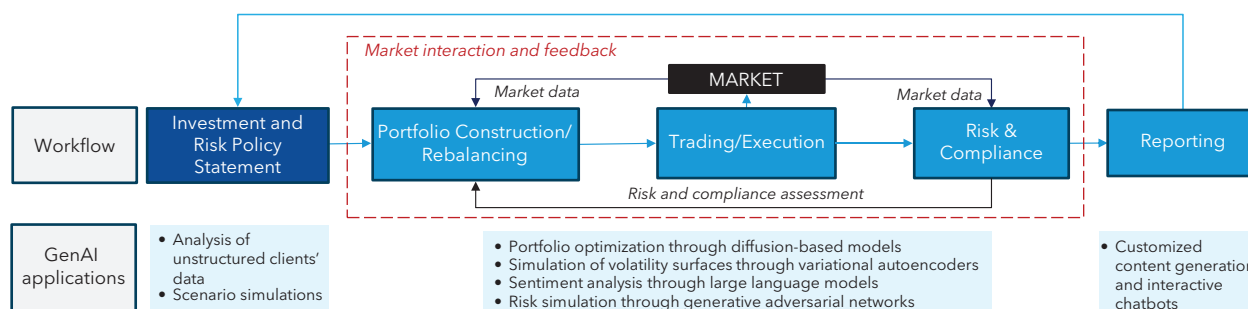 Market interaction and feedback
MARKET
Market data
Market data
Workflow
Investment and
Risk Policy
Statement
Portfolio Construction/
Rebalancing
Trading/Execution
Risk &
Compliance
Reporting
Risk and compliance assessment
GenAI
applications
• Analysis of
unstructured clients'
data
• Scenario simulations
• Portfolio optimization through diffusion-based models
• Simulation of volatility surfaces through variational autoencoders
• Sentiment analysis through large language models
• Risk simulation through generative adversarial networks
• Customized
content generation
and interactive
chatbots